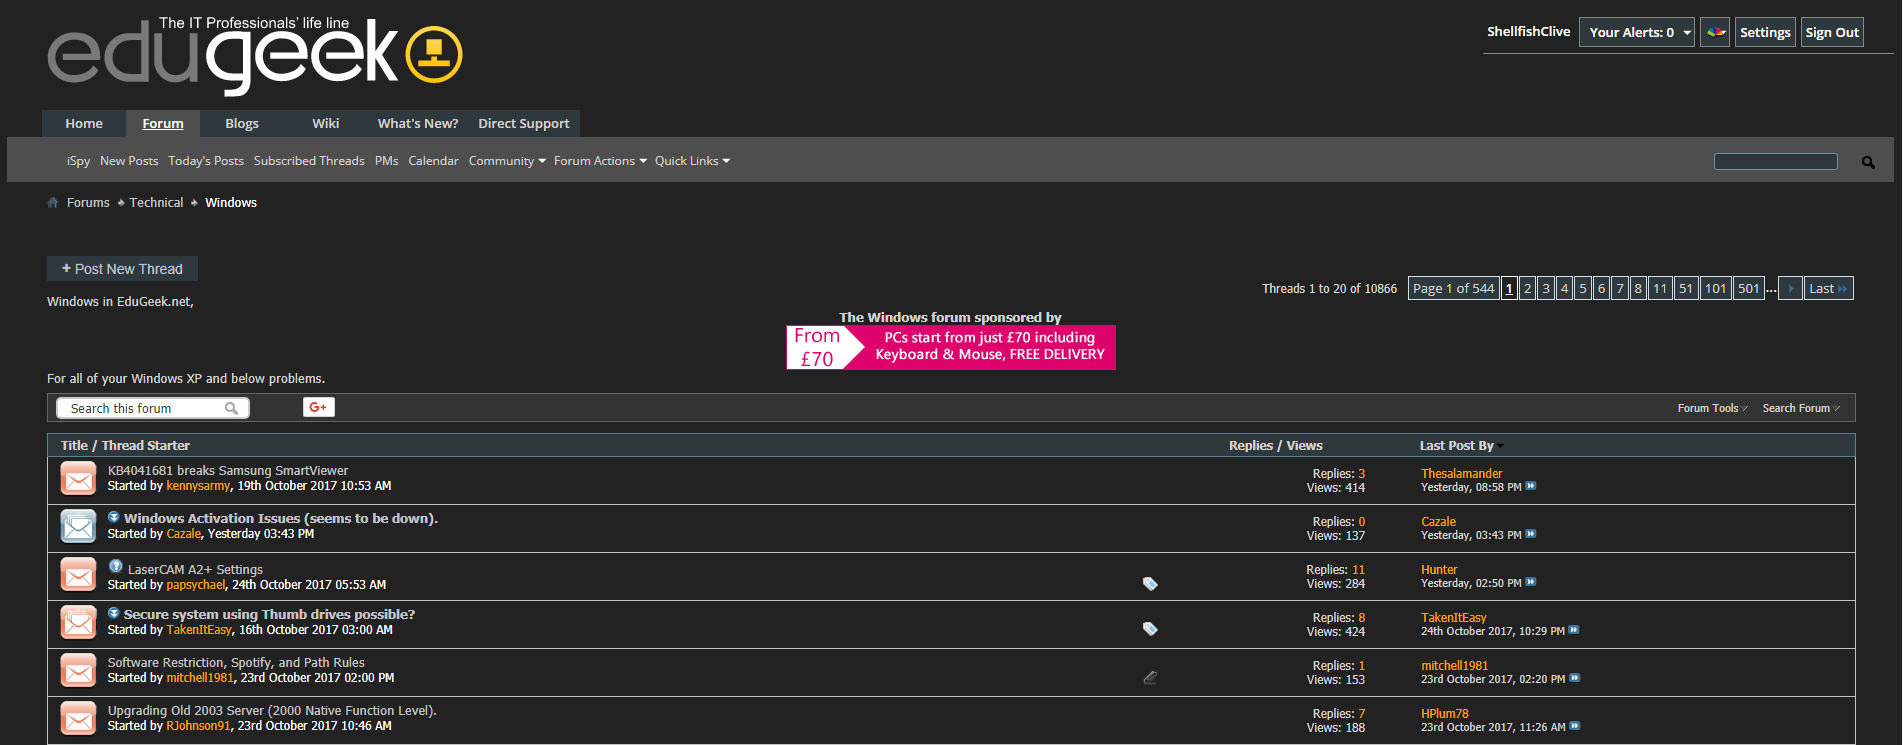 The IT Professionals' life line
edugeek
ShellfishClive Your Alerts: 0 Settings Sign Out
Home Forum Blogs Wiki What's New? Direct Support
iSpy New Posts Today's Posts Subscribed Threads PMs Calendar Community Forum Actions Quick Links
Forums Technical Windows
+ Post New Thread
Threads 1 to 20 of 10866 Page 1 of 544 1 2 3 4 5 6 7 8 11 51 101 501 ... Last
Windows in EduGeek.net,
The Windows forum sponsored by
From £70
PCs start from just £70 including
Keyboard & Mouse, FREE DELIVERY
For all of your Windows XP and below problems.
Search this forum G+ Forum Tools Search Forum
Title / Thread Starter Replies / Views Last Post By
KB4041681 breaks Samsung SmartViewer
Started by kennysarmy, 19th October 2017 10:53 AM
Replies: 3
Views: 414
Thesalamander
Yesterday, 08:58 PM
Windows Activation Issues (seems to be down).
Started by Cazale, Yesterday 03:43 PM
Replies: 0
Views: 137
Cazale
Yesterday, 03:43 PM
LaserCAM A2+ Settings
Started by papsychael, 24th October 2017 05:53 AM
Replies: 11
Views: 284
Hunter
Yesterday, 02:50 PM
Secure system using Thumb drives possible?
Started by TakenItEasy, 16th October 2017 03:00 AM
Replies: 8
Views: 424
TakenItEasy
24th October 2017, 10:29 PM
Software Restriction, Spotify, and Path Rules
Started by mitchell1981, 23rd October 2017 02:00 PM
Replies: 1
Views: 153
mitchell1981
23rd October 2017, 02:20 PM
Upgrading Old 2003 Server (2000 Native Function Level).
Started by RJohnson91, 23rd October 2017 10:46 AM
Replies: 7
Views: 188
HPlum78
23rd October 2017, 11:26 AM